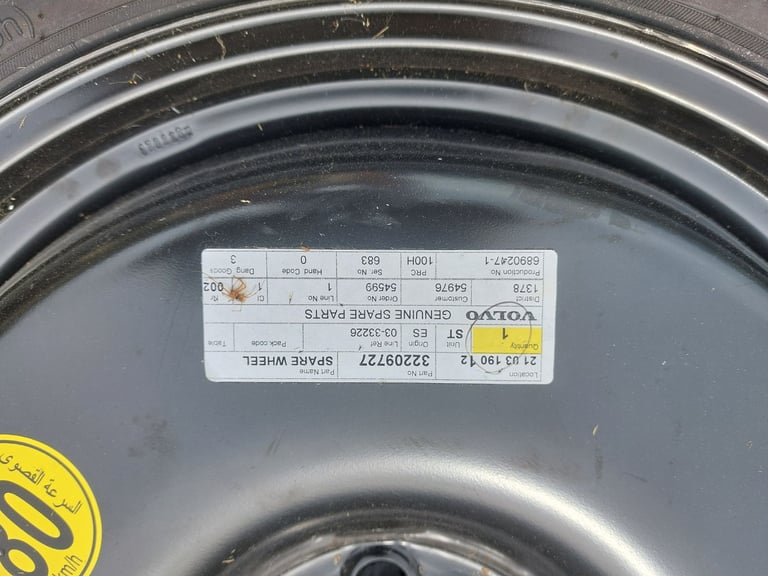 Location Part No Part Name
21 03 190 12 32209727 SPARE WHEEL
Quantity Unit Origin Line Ref Pack code Table
1 ST ES 03-33226
VOLVO GENUINE SPARE PARTS
District Customer Order No Line No Cl Kr
1378 54976 54599 1 1 002
Production No PRC Ser No Hand Code Dang Goods
6890247-1 100H 683 0 3
السرعة القصوى
80
km/h